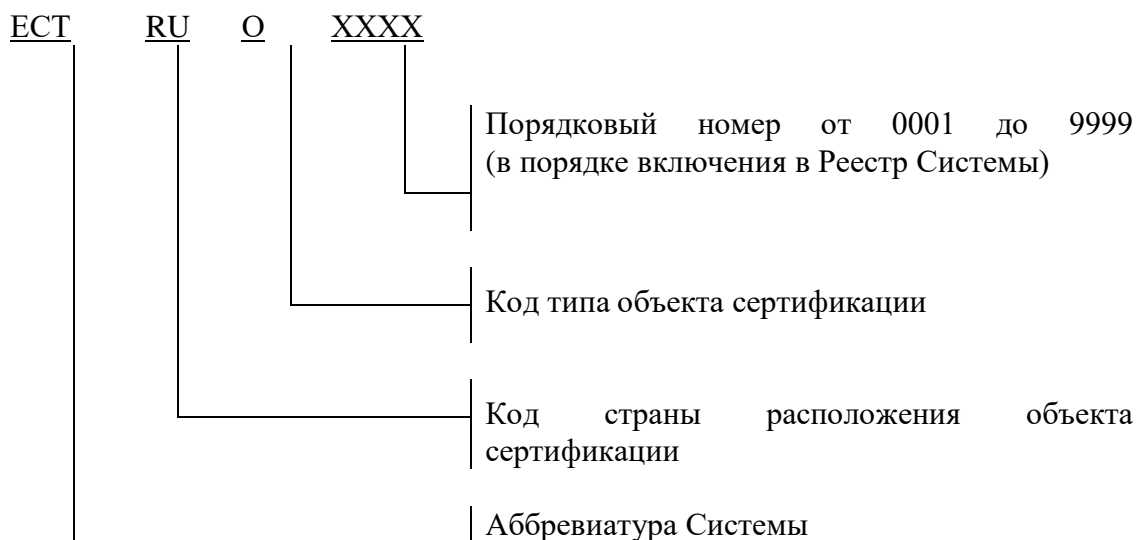 ЕСТ RU О ХХХХ
Порядковый номер от 0001 до 9999
(в порядке включения в Реестр Системы)
Код типа объекта сертификации
Код страны расположения объекта
сертификации
Аббревиатура Системы